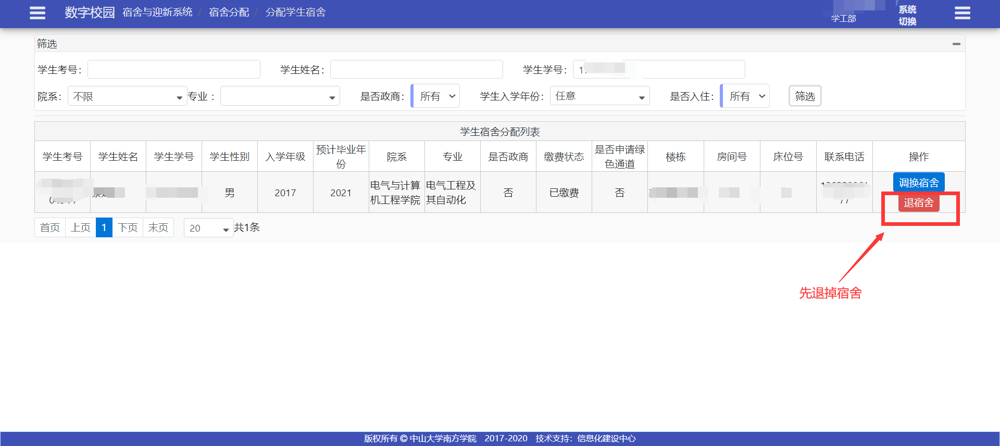 数字校园 宿舍与迎新系统 / 宿舍分配 / 分配学生宿舍
学工部
系统
切换
筛选
学生考号： 学生姓名： 学生学号：
院系： 不限 专业 ： 是否政商： 所有 学生入学年份： 任意 是否入住： 所有 筛选
学生宿舍分配列表
学生考号 学生姓名 学生学号 学生性别 入学年级 预计毕业年份 院系 专业 是否政商 缴费状态 是否申请绿色通道 楼栋 房间号 床位号 联系电话 操作
男 2017 2021 电气与计算机工程学院 电气工程及其自动化 否 已缴费 否 调换宿舍
退宿舍
首页 上页 1 下页 末页 20 共1条
先退掉宿舍
版权所有 © 中山大学南方学院 2017-2020 技术支持：信息化建设中心